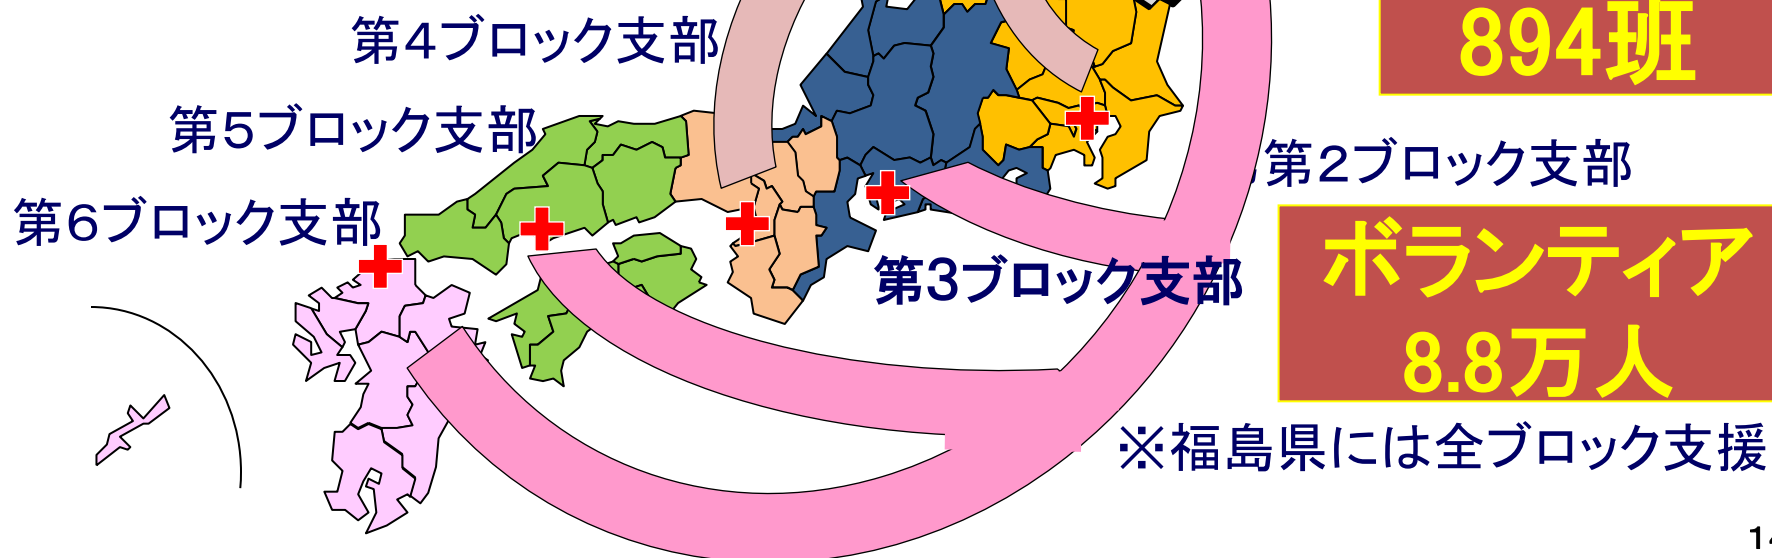 第4ブロック支部
894班
第5ブロック支部
第2ブロック支部
第6ブロック支部
第3ブロック支部
ボランティア
8.8万人
※福島県には全ブロック支援